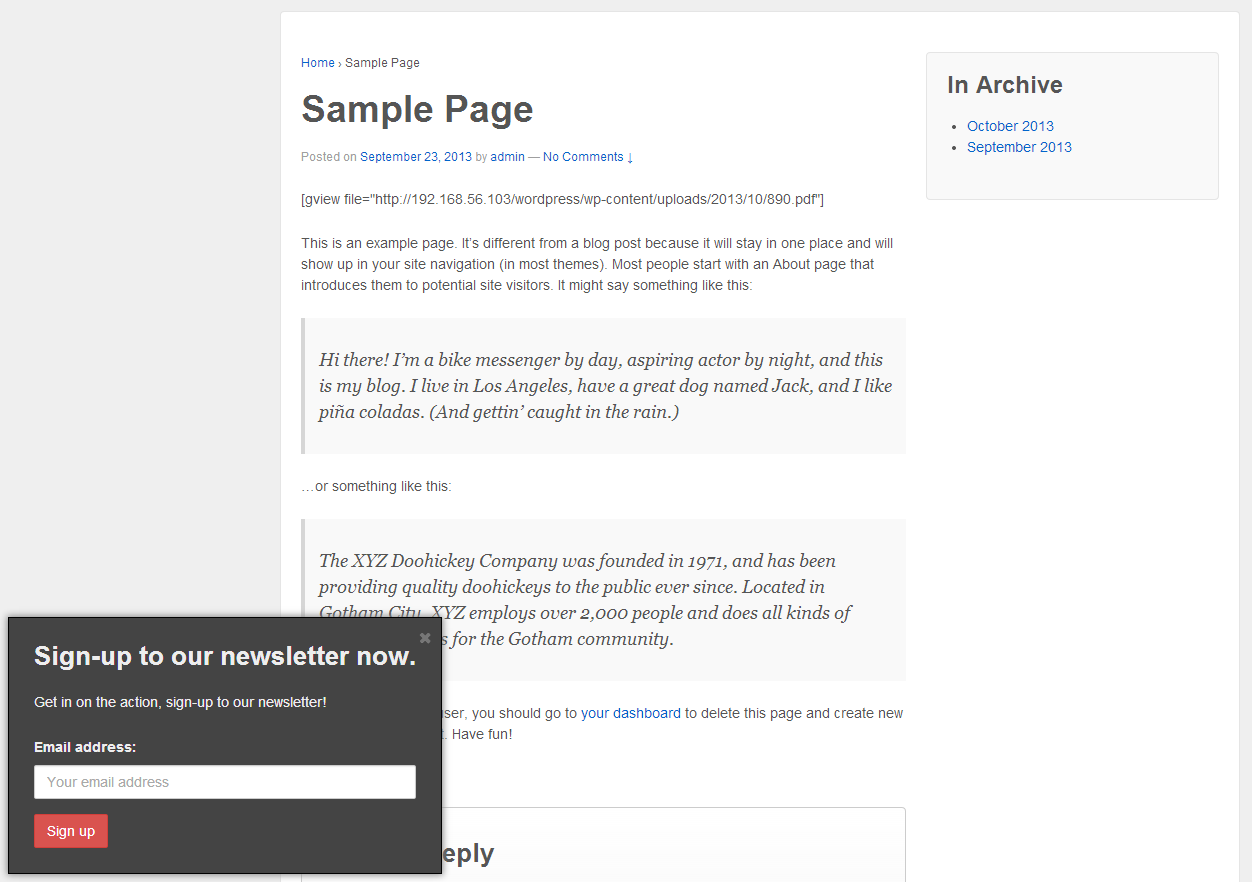 Home › Sample Page
Sample Page
Posted on September 23, 2013 by admin — No Comments ↓
[gview file="http://192.168.56.103/wordpress/wp-content/uploads/2013/10/890.pdf"]
This is an example page. It’s different from a blog post because it will stay in one place and will
show up in your site navigation (in most themes). Most people start with an About page that
introduces them to potential site visitors. It might say something like this:
Hi there! I’m a bike messenger by day, aspiring actor by night, and this
is my blog. I live in Los Angeles, have a great dog named Jack, and I like
piña coladas. (And gettin’ caught in the rain.)
…or something like this:
The XYZ Doohickey Company was founded in 1971, and has been
providing quality doohickeys to the public ever since. Located in
Gotham City, XYZ employs over 2,000 people and does all kinds of
for the Gotham community.
you should go to your dashboard to delete this page and create new
Have fun!
In Archive
• October 2013
• September 2013
×
Sign-up to our newsletter now.
Get in on the action, sign-up to our newsletter!
Email address:
Your email address
Sign up